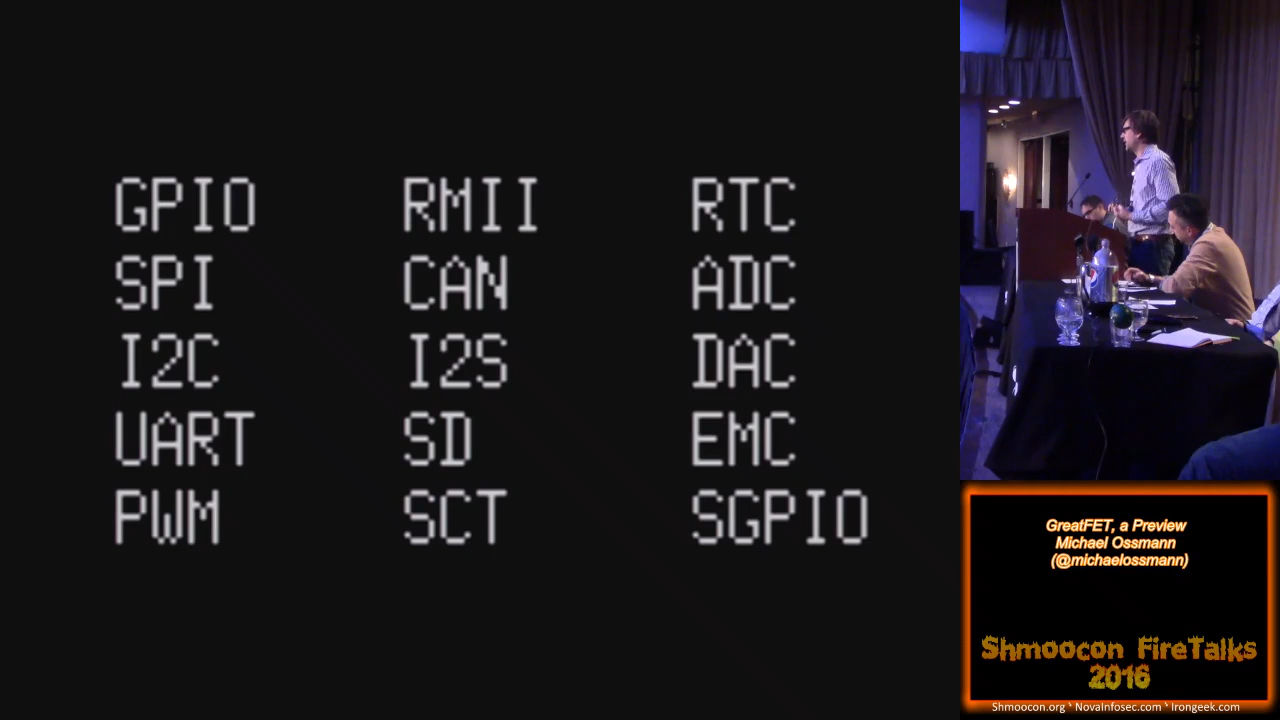 GPIO
SPI
I2C
UART
PWM
RMII
CAN
I2S
SD
SCT
RTC
ADC
DAC
EMC
SGPIO
GreatFET, a Preview
Michael Ossmann
(@michaelossmann)
Shmoocon FireTalks
2016
Shmoocon.org ` NovaInfosec.com ` Irongeek.com